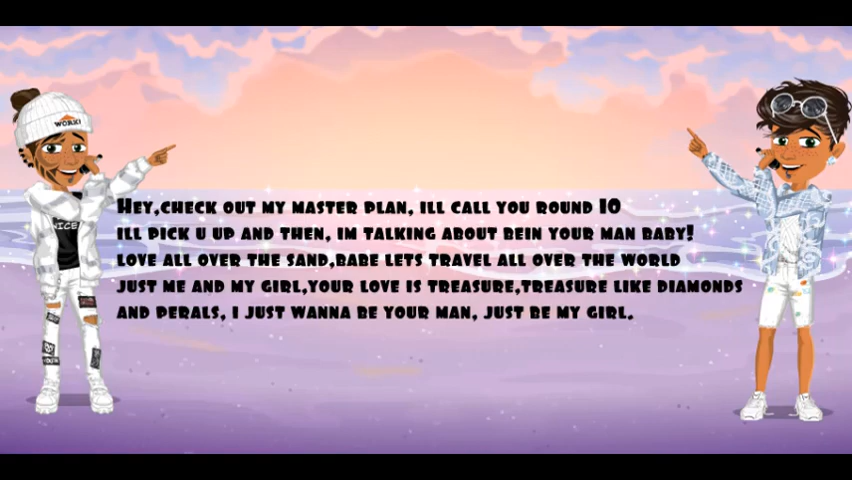 WORK!
NICE
HEY,CHECK OUT MY MASTER PLAN, ILL CALL YOU ROUND 10
ILL PICK U UP AND THEN, IM TALKING ABOUT BEIN YOUR MAN BABY!
LOVE ALL OVER THE SAND,BABE LETS TRAVEL ALL OVER THE WORLD
JUST ME AND MY GIRL,YOUR LOVE IS TREASURE,TREASURE LIKE DIAMONDS
AND PERALS, I JUST WANNA BE YOUR MAN, JUST BE MY GIRL.